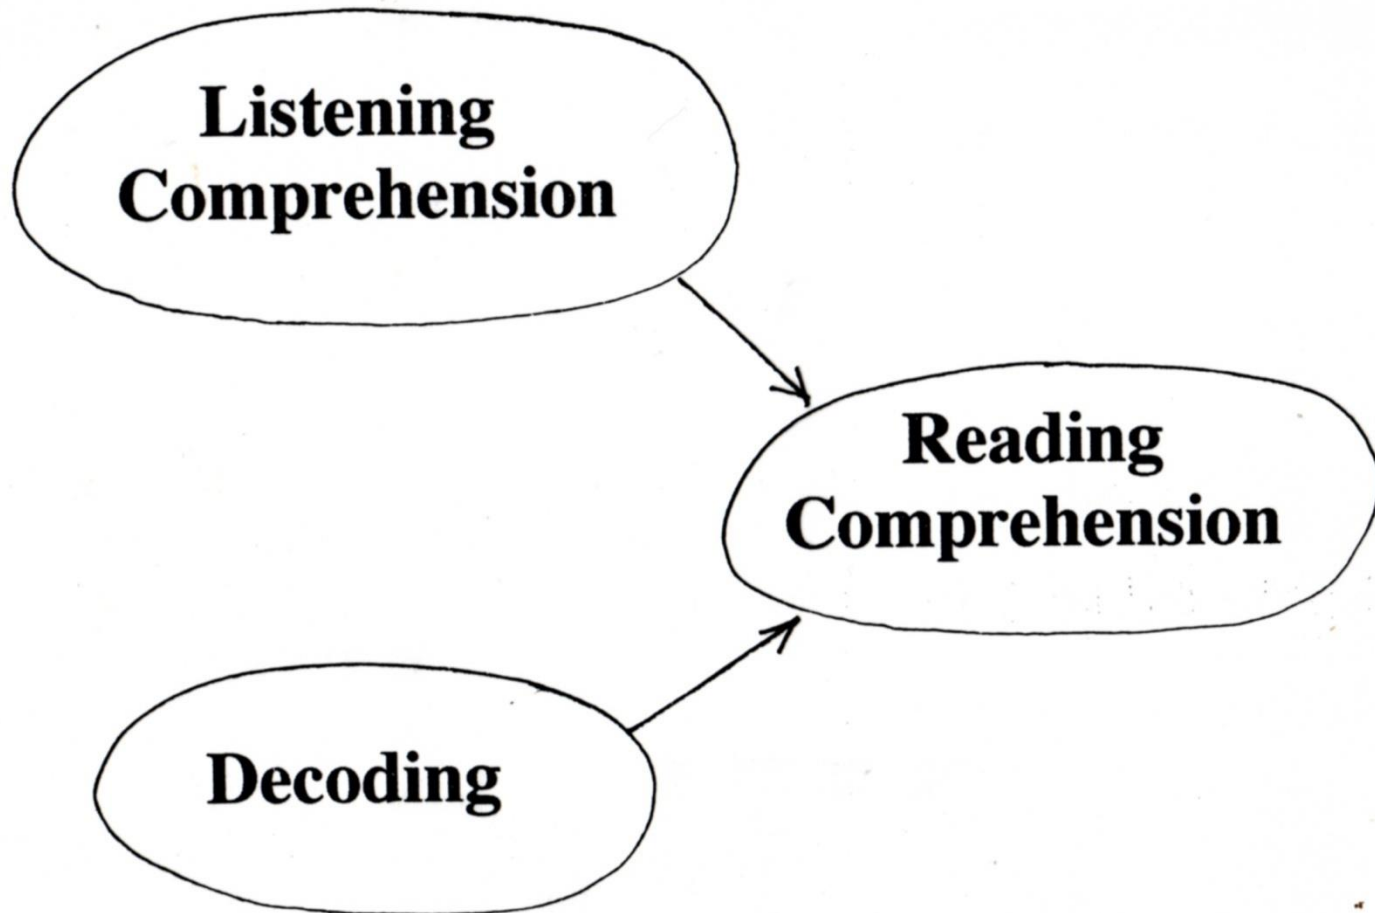 Listening
Comprehension
Reading
Comprehension
Decoding